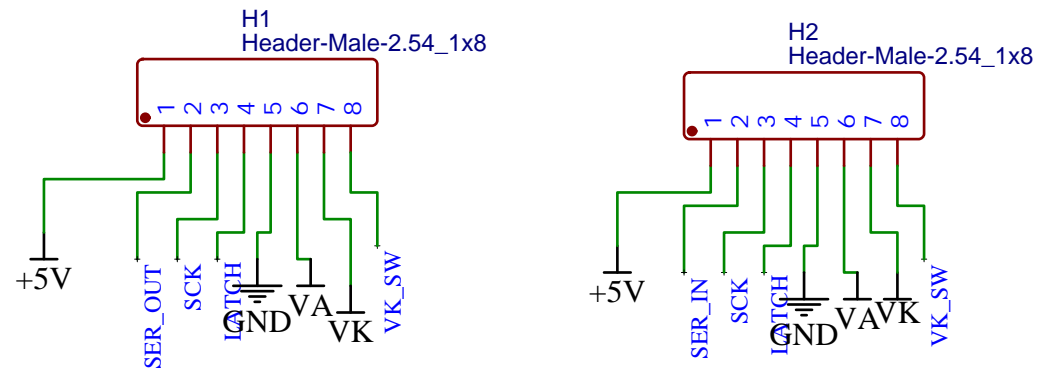 H1
Header-Male-2.54_1x8
1 2 3 4 5 6 7 8
+5V
SER_OUT
SCK
LATCH
GND
VA
VK
VK_SW
H2
Header-Male-2.54_1x8
1 2 3 4 5 6 7 8
+5V
SER_IN
SCK
LATCH
GND
VA
VK
VK_SW